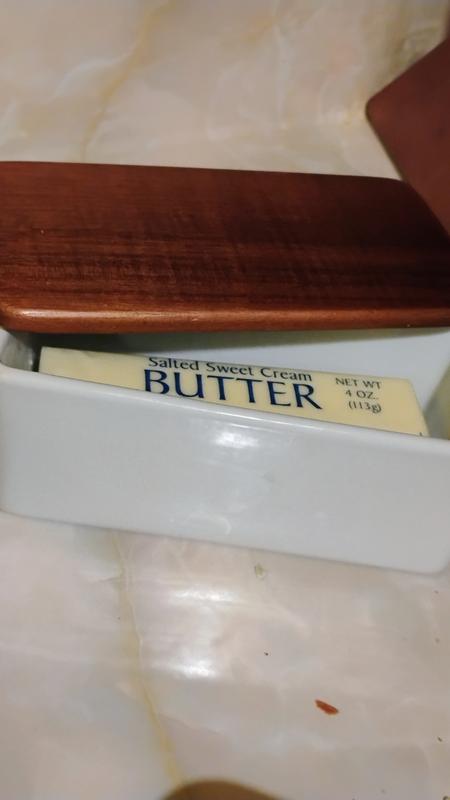 Salted Sweet Cream
BUTTER
NET WT
4 OZ.
(113g)